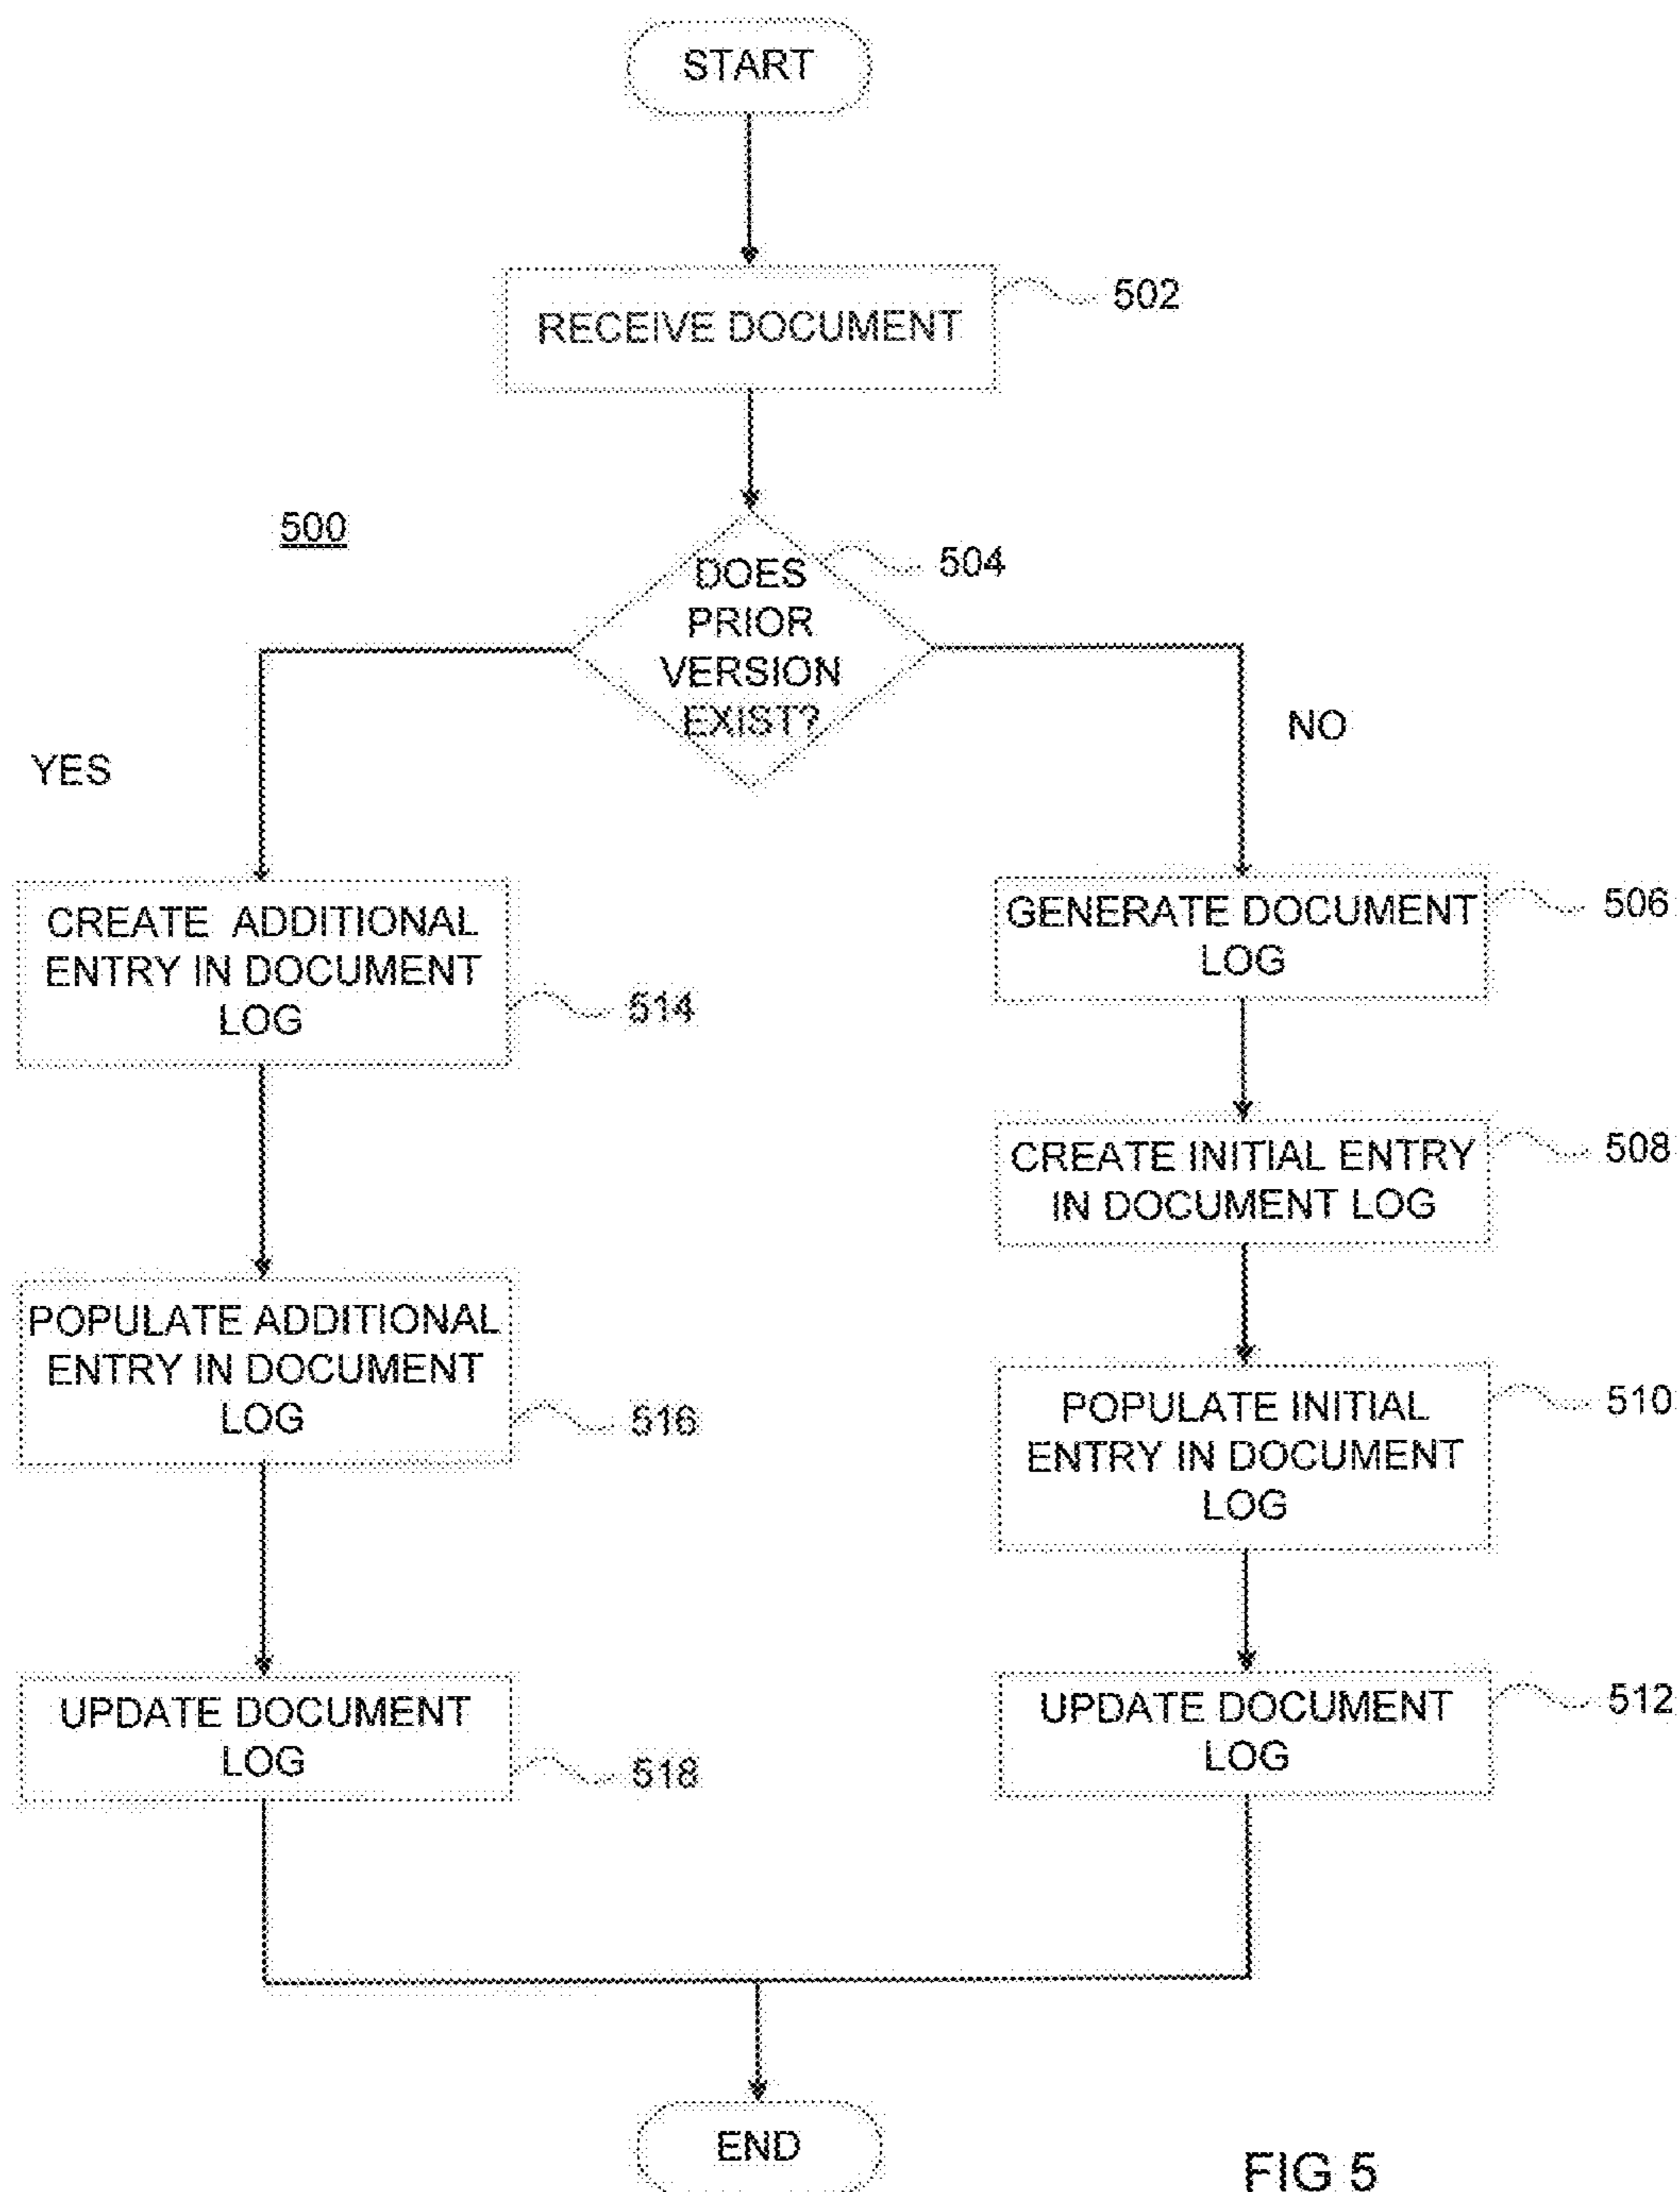 START
RECEIVE DOCUMENT
502
500
504
DOES
PRIOR
VERSION
EXIST?
YES
NO
CREATE ADDITIONAL
ENTRY IN DOCUMENT
LOG
514
GENERATE DOCUMENT
LOG
506
CREATE INITIAL ENTRY
IN DOCUMENT LOG
508
POPULATE ADDITIONAL
ENTRY IN DOCUMENT
LOG
516
POPULATE INITIAL
ENTRY IN DOCUMENT
LOG
510
UPDATE DOCUMENT
LOG
518
UPDATE DOCUMENT
LOG
512
END
FIG 5